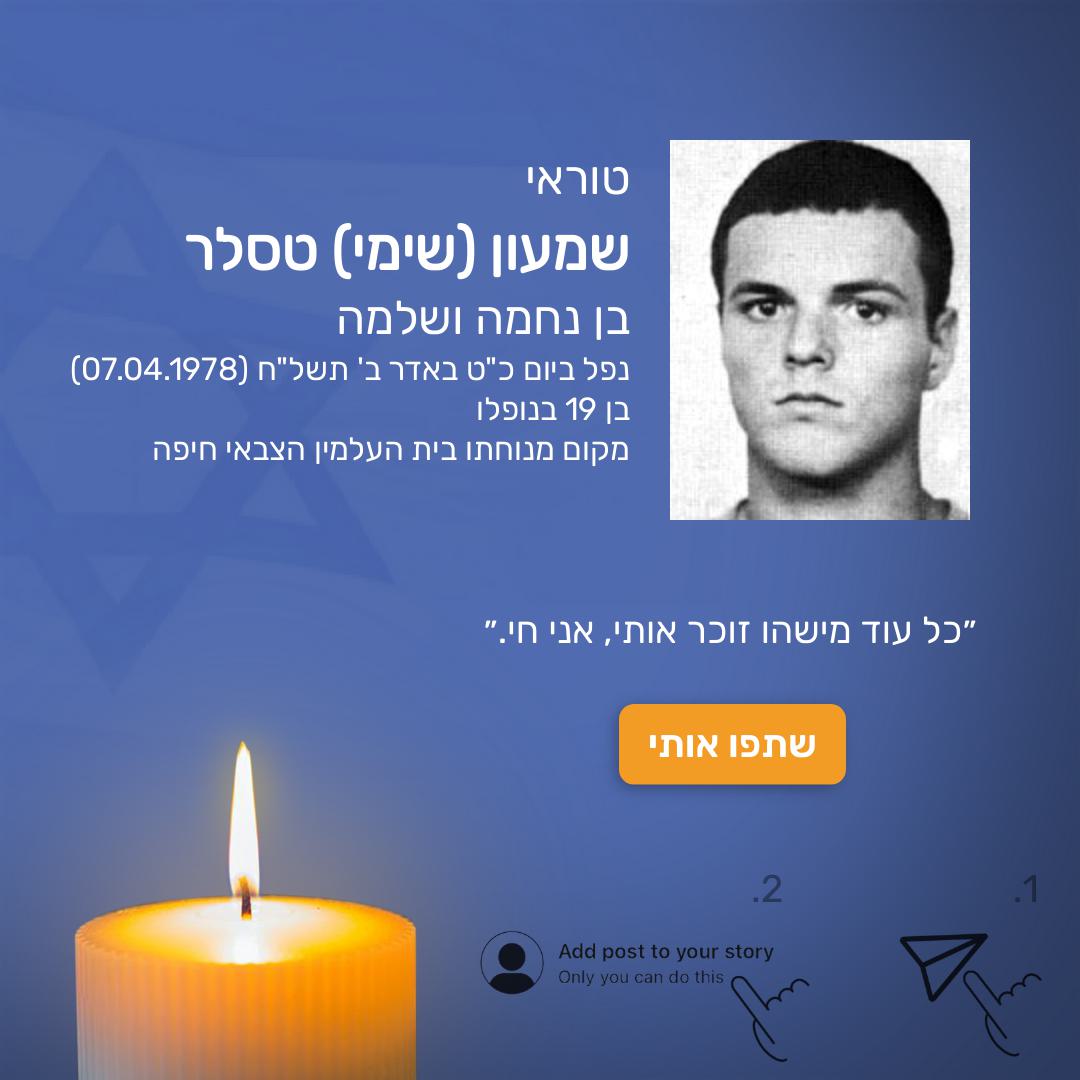 טוראי
שמעון (שימי) טסלר
בן נחמה ושלמה
נפל ביום כ"ט באדר ב' תשל"ח (07.04.1978)
בן 19 בנופלו
מקום מנוחתו בית העלמין הצבאי חיפה
״כל עוד מישהו זוכר אותי, אני חי.״
שתפו אותי
1.
2.
Add post to your story
Only you can do this